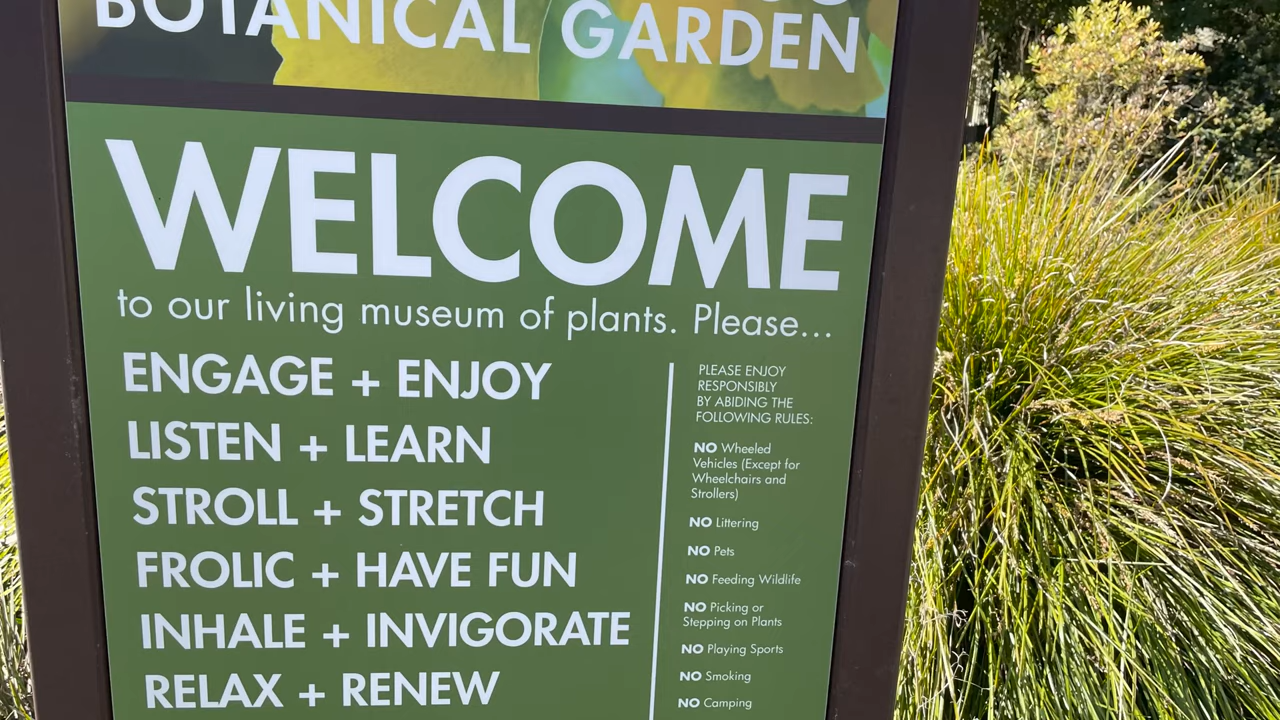 BOTANICAL GARDEN
WELCOME
to our living museum of plants. Please...
ENGAGE + ENJOY
LISTEN + LEARN
STROLL + STRETCH
FROLIC + HAVE FUN
INHALE + INVIGORATE
RELAX + RENEW
PLEASE ENJOY
RESPONSIBLY
BY ABIDING THE
FOLLOWING RULES:
NO Wheeled
Vehicles (Except for
Wheelchairs and
Strollers)
NO Littering
NO Pets
NO Feeding Wildlife
NO Picking or
Stepping on Plants
NO Playing Sports
NO Smoking
NO Camping